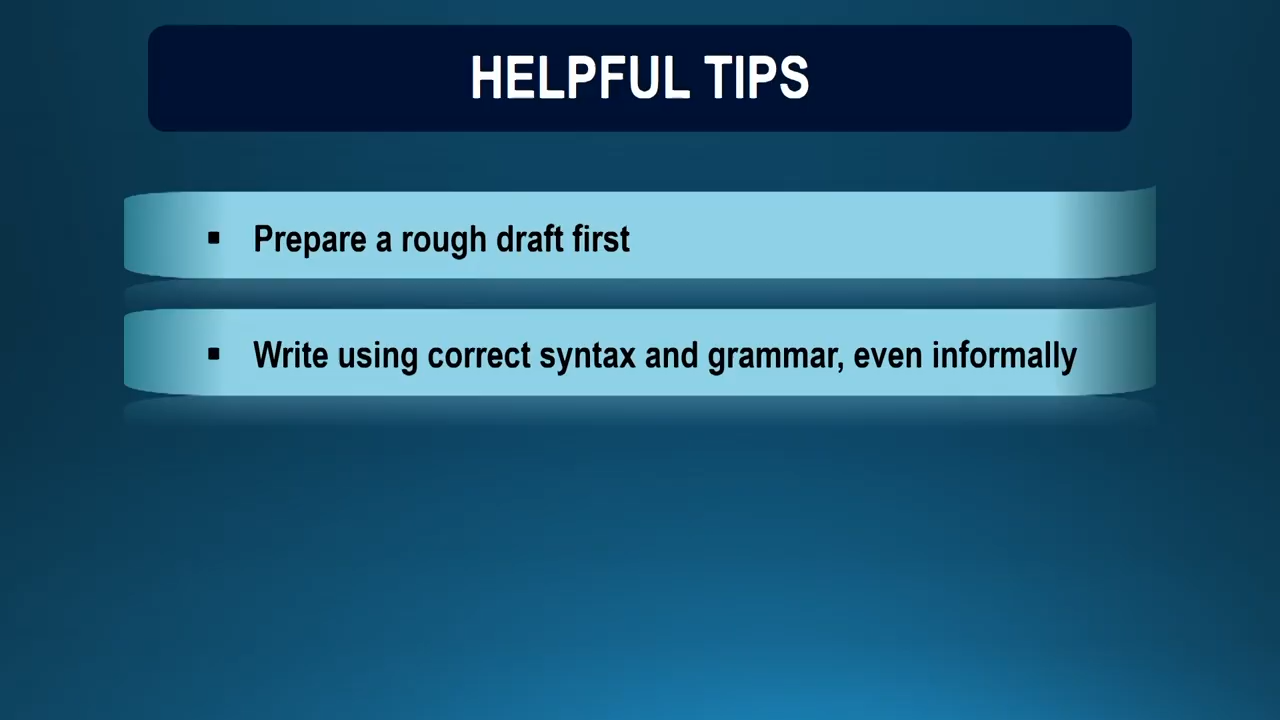 HELPFUL TIPS
▪ Prepare a rough draft first
▪ Write using correct syntax and grammar, even informally